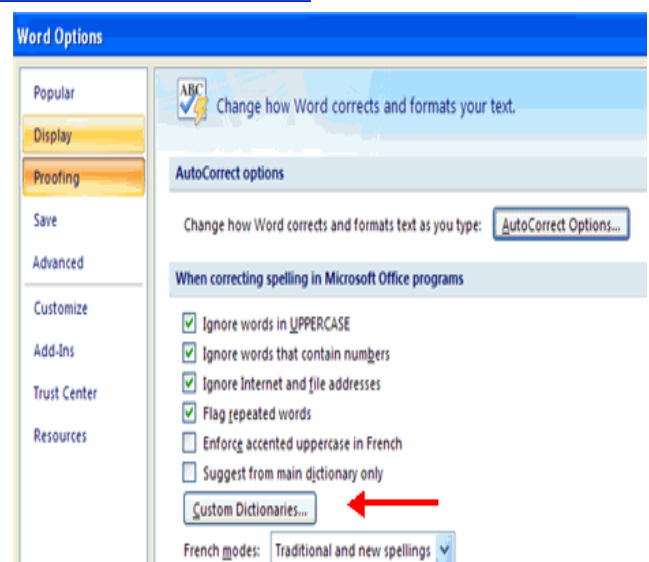 Word Options
Popular
Display
Proofing
Save
Advanced
Customize
Add-Ins
Trust Center
Resources
ABC
Change how Word corrects and formats your text.
AutoCorrect options
Change how Word corrects and formats text as you type: AutoCorrect Options...
When correcting spelling in Microsoft Office programs
Ignore words in UPPERCASE
Ignore words that contain numbers
Ignore Internet and file addresses
Flag repeated words
Enforce accented uppercase in French
Suggest from main dictionary only
Custom Dictionaries...
French modes: Traditional and new spellings